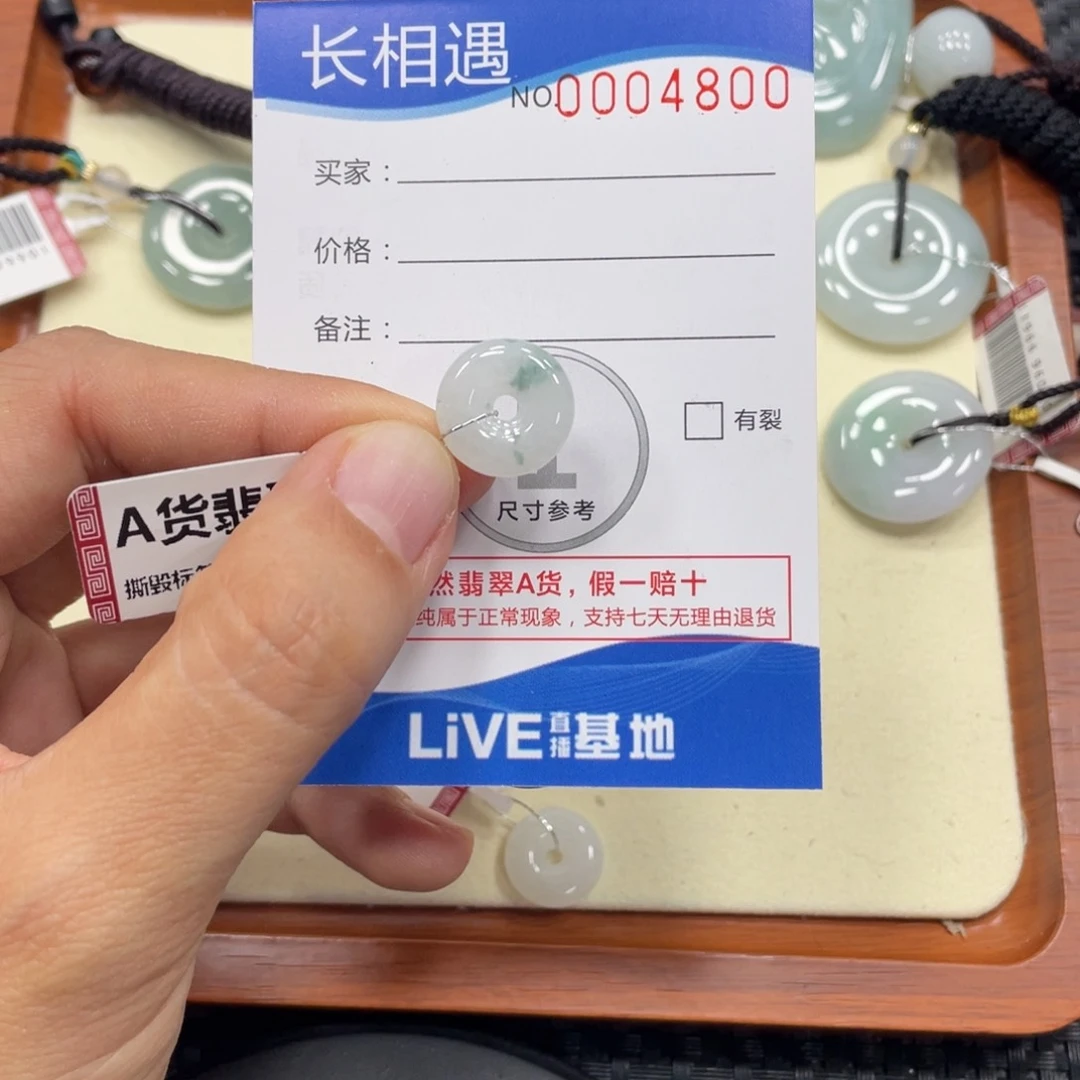 长相遇
NO.0004800
买家：
价格：
备注：
有裂
尺寸参考
A货翡
撕毁标
然翡翠A货，假一赔十
纯属于正常现象，支持七天无理由退货
LiVE直播基地